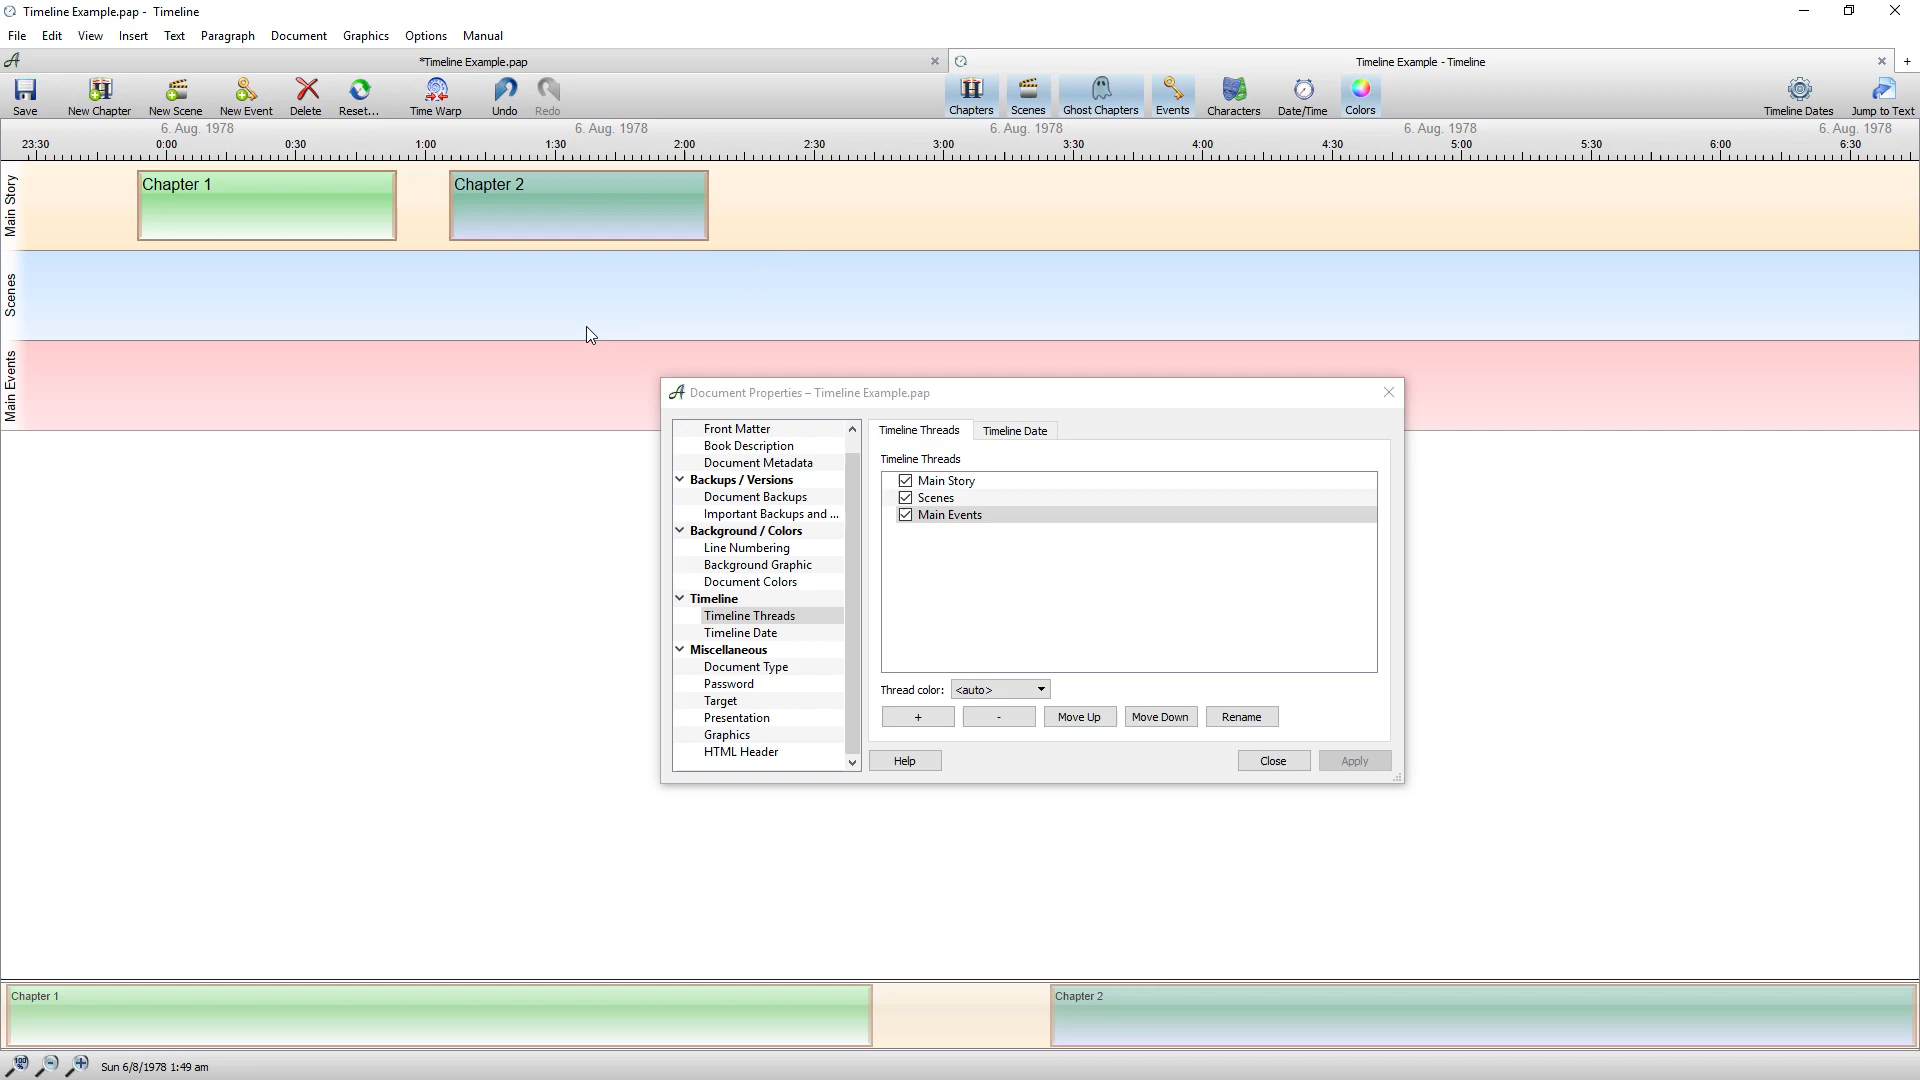 Timeline Example.pap - Timeline
File Edit View Insert Text Paragraph Document Graphics Options Manual
*Timeline Example.pap
Timeline Example - Timeline
Save New Chapter New Scene New Event Delete Reset... Time Warp Undo Redo Chapters Scenes Ghost Chapters Events Characters Date/Time Colors Timeline Dates Jump to Text
6. Aug. 1978 6. Aug. 1978 6. Aug. 1978 6. Aug. 1978 6. Aug. 1978
23:30 0:00 0:30 1:00 1:30 2:00 2:30 3:00 3:30 4:00 4:30 5:00 5:30 6:00 6:30
Main Story
Chapter 1
Chapter 2
Scenes
Main Events
Document Properties – Timeline Example.pap
Front Matter
Book Description
Document Metadata
Backups / Versions
Document Backups
Important Backups and ...
Background / Colors
Line Numbering
Background Graphic
Document Colors
Timeline
Timeline Threads
Timeline Date
Miscellaneous
Document Type
Password
Target
Presentation
Graphics
HTML Header
Timeline Threads Timeline Date
Timeline Threads
Main Story
Scenes
Main Events
Thread color: <auto>
+ - Move Up Move Down Rename
Help Close Apply
Chapter 1
Chapter 2
100 %
Sun 6/8/1978 1:49 am